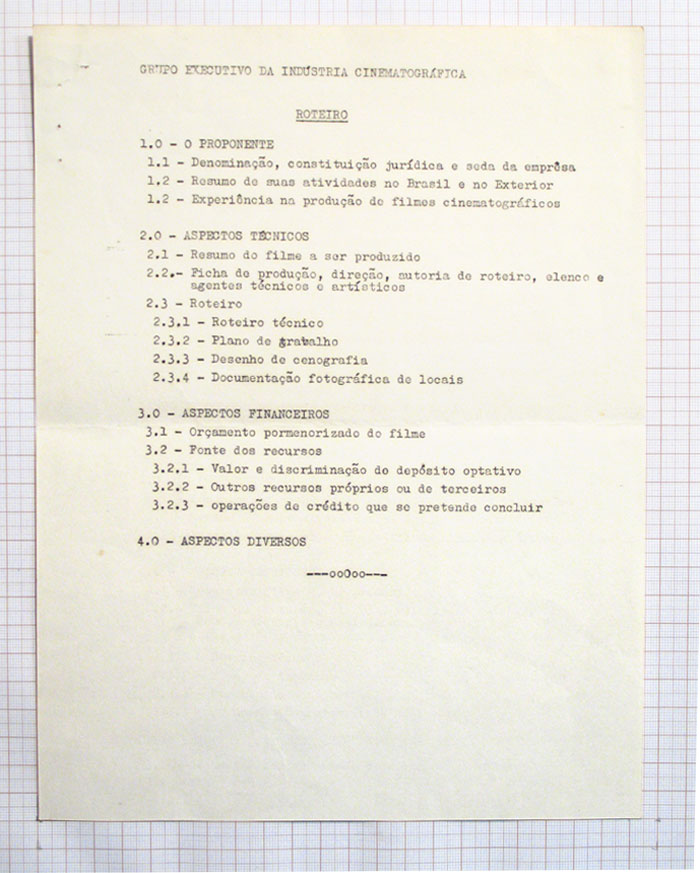 GRUPO EXECUTIVO DA INDÚSTRIA CINEMATOGRÁFICA
ROTEIRO
1.0 - O PROPONENTE
1.1 - Denominação, constituição jurídica e seda da emprêsa
1.2 - Resumo de suas atividades no Brasil e no Exterior
1.2 - Experiência na produção de filmes cinematográficos
2.0 - ASPECTOS TÉCNICOS
2.1 - Resumo do filme a ser produzido
2.2.- Ficha de produção, direção, autoria do roteiro, elenco e
agentes técnicos e artísticos
2.3 - Roteiro
2.3.1 - Roteiro técnico
2.3.2 - Plano de trabalho
2.3.3 - Desenho de cenografia
2.3.4 - Documentação fotográfica de locais
3.0 - ASPECTOS FINANCEIROS
3.1 - Orçamento pormenorizado do filme
3.2 - Fonte dos recursos
3.2.1 - Valor e discriminação do depósito optativo
3.2.2 - Outros recursos próprios ou de terceiros
3.2.3 - operações de crédito que se pretende concluir
4.0 - ASPECTOS DIVERSOS
---ooOoo---